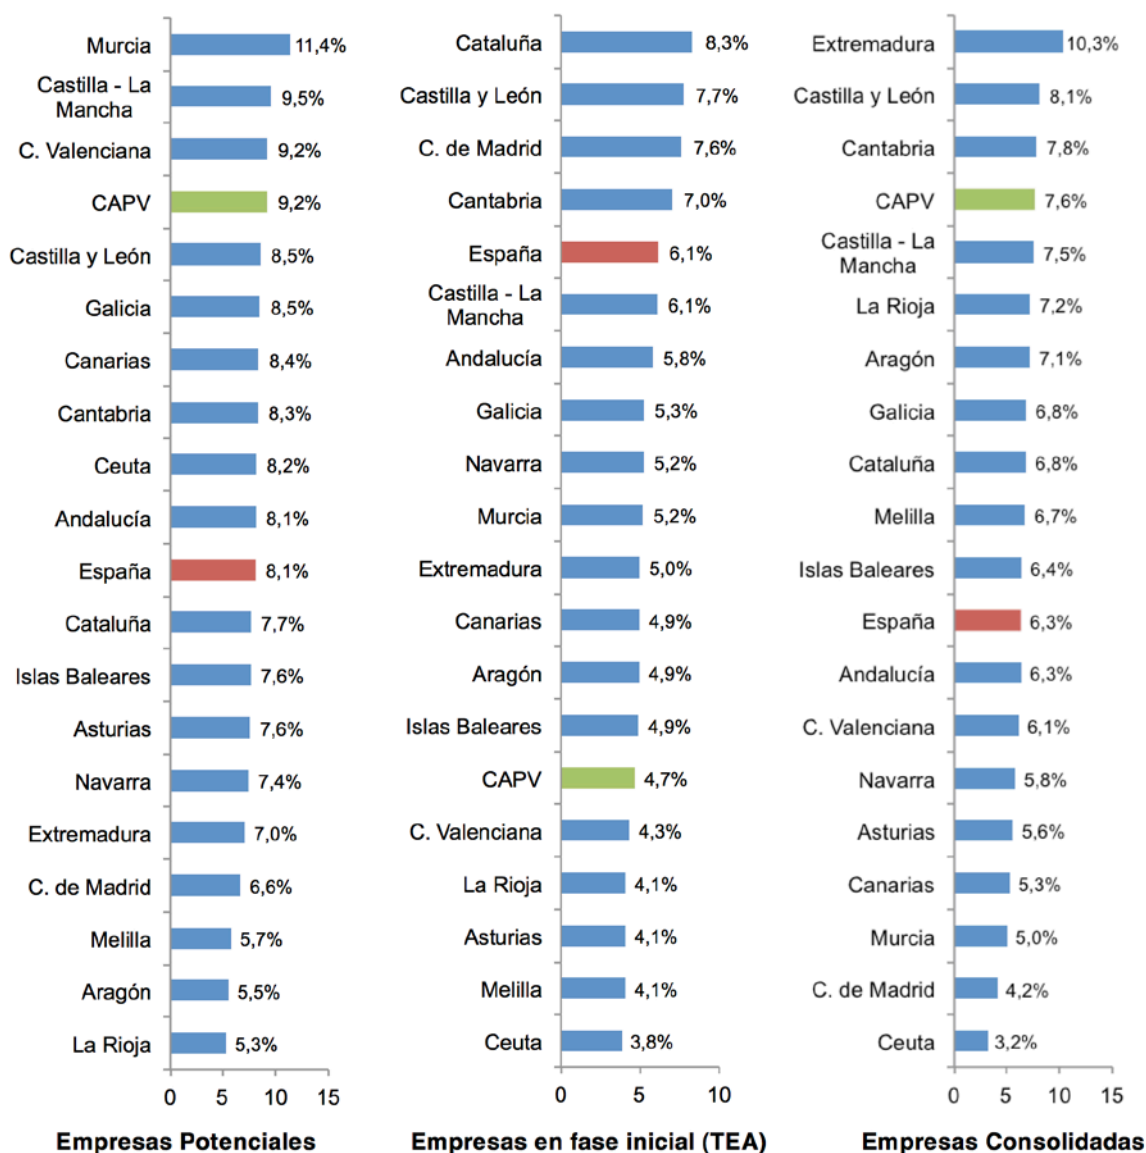 Murcia 11,4%
Castilla - La
Mancha 9,5%
C. Valenciana 9,2%
CAPV 9,2%
Castilla y León 8,5%
Galicia 8,5%
Canarias 8,4%
Cantabria 8,3%
Ceuta 8,2%
Andalucía 8,1%
España 8,1%
Cataluña 7,7%
Islas Baleares 7,6%
Asturias 7,6%
Navarra 7,4%
Extremadura 7,0%
C. de Madrid 6,6%
Melilla 5,7%
Aragón 5,5%
La Rioja 5,3%
0 5 10 15
Empresas Potenciales
Cataluña 8,3%
Castilla y León 7,7%
C. de Madrid 7,6%
Cantabria 7,0%
España 6,1%
Castilla - La
Mancha 6,1%
Andalucía 5,8%
Galicia 5,3%
Navarra 5,2%
Murcia 5,2%
Extremadura 5,0%
Canarias 4,9%
Aragón 4,9%
Islas Baleares 4,9%
CAPV 4,7%
C. Valenciana 4,3%
La Rioja 4,1%
Asturias 4,1%
Melilla 4,1%
Ceuta 3,8%
0 5 10
Empresas en fase inicial (TEA)
Extremadura 10,3%
Castilla y León 8,1%
Cantabria 7,8%
CAPV 7,6%
Castilla - La
Mancha 7,5%
La Rioja 7,2%
Aragón 7,1%
Galicia 6,8%
Cataluña 6,8%
Melilla 6,7%
Islas Baleares 6,4%
España 6,3%
Andalucía 6,3%
C. Valenciana 6,1%
Navarra 5,8%
Asturias 5,6%
Canarias 5,3%
Murcia 5,0%
C. de Madrid 4,2%
Ceuta 3,2%
0 5 10 15
Empresas Consolidadas